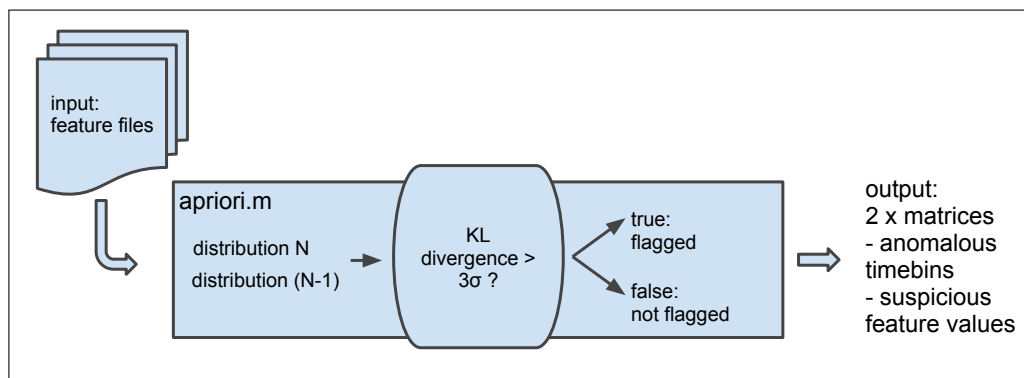 input:
feature files
apriori.m
distribution N
distribution (N-1)
KL
divergence >
3σ ?
true:
flagged
false:
not flagged
output:
2 x matrices
- anomalous
timebins
- suspicious
feature values